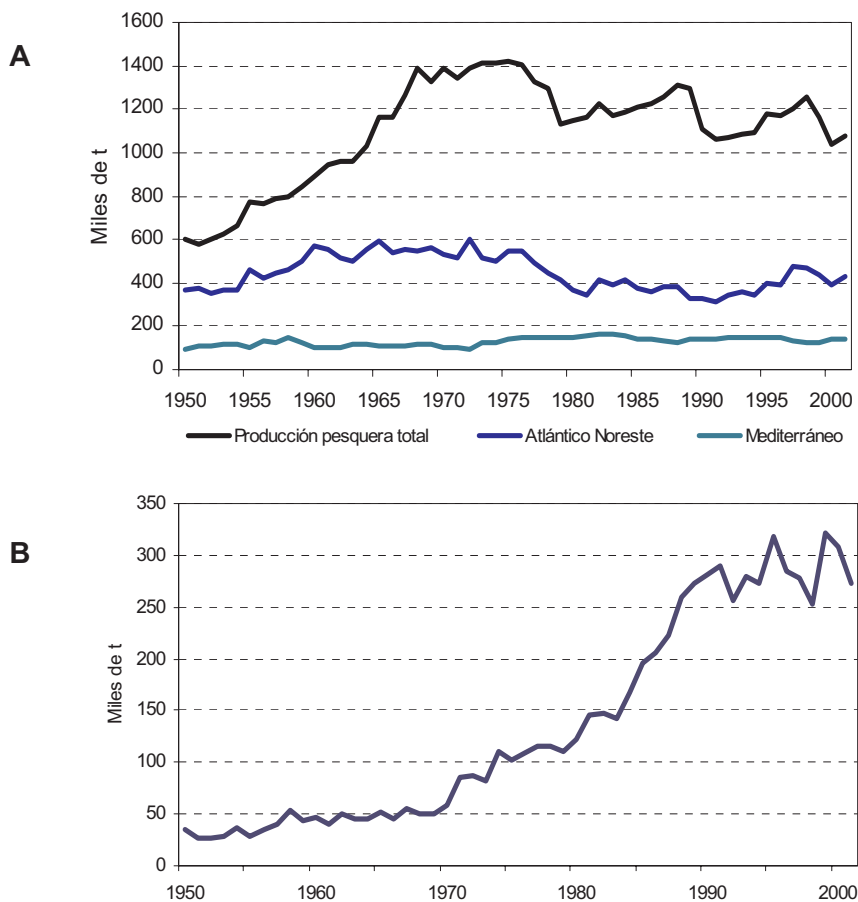 A
Miles de t
1600
1400
1200
1000
800
600
400
200
0
1950 1955 1960 1965 1970 1975 1980 1985 1990 1995 2000
Producción pesquera total Atlántico Noreste Mediterráneo
B
Miles de t
350
300
250
200
150
100
50
0
1950 1960 1970 1980 1990 2000